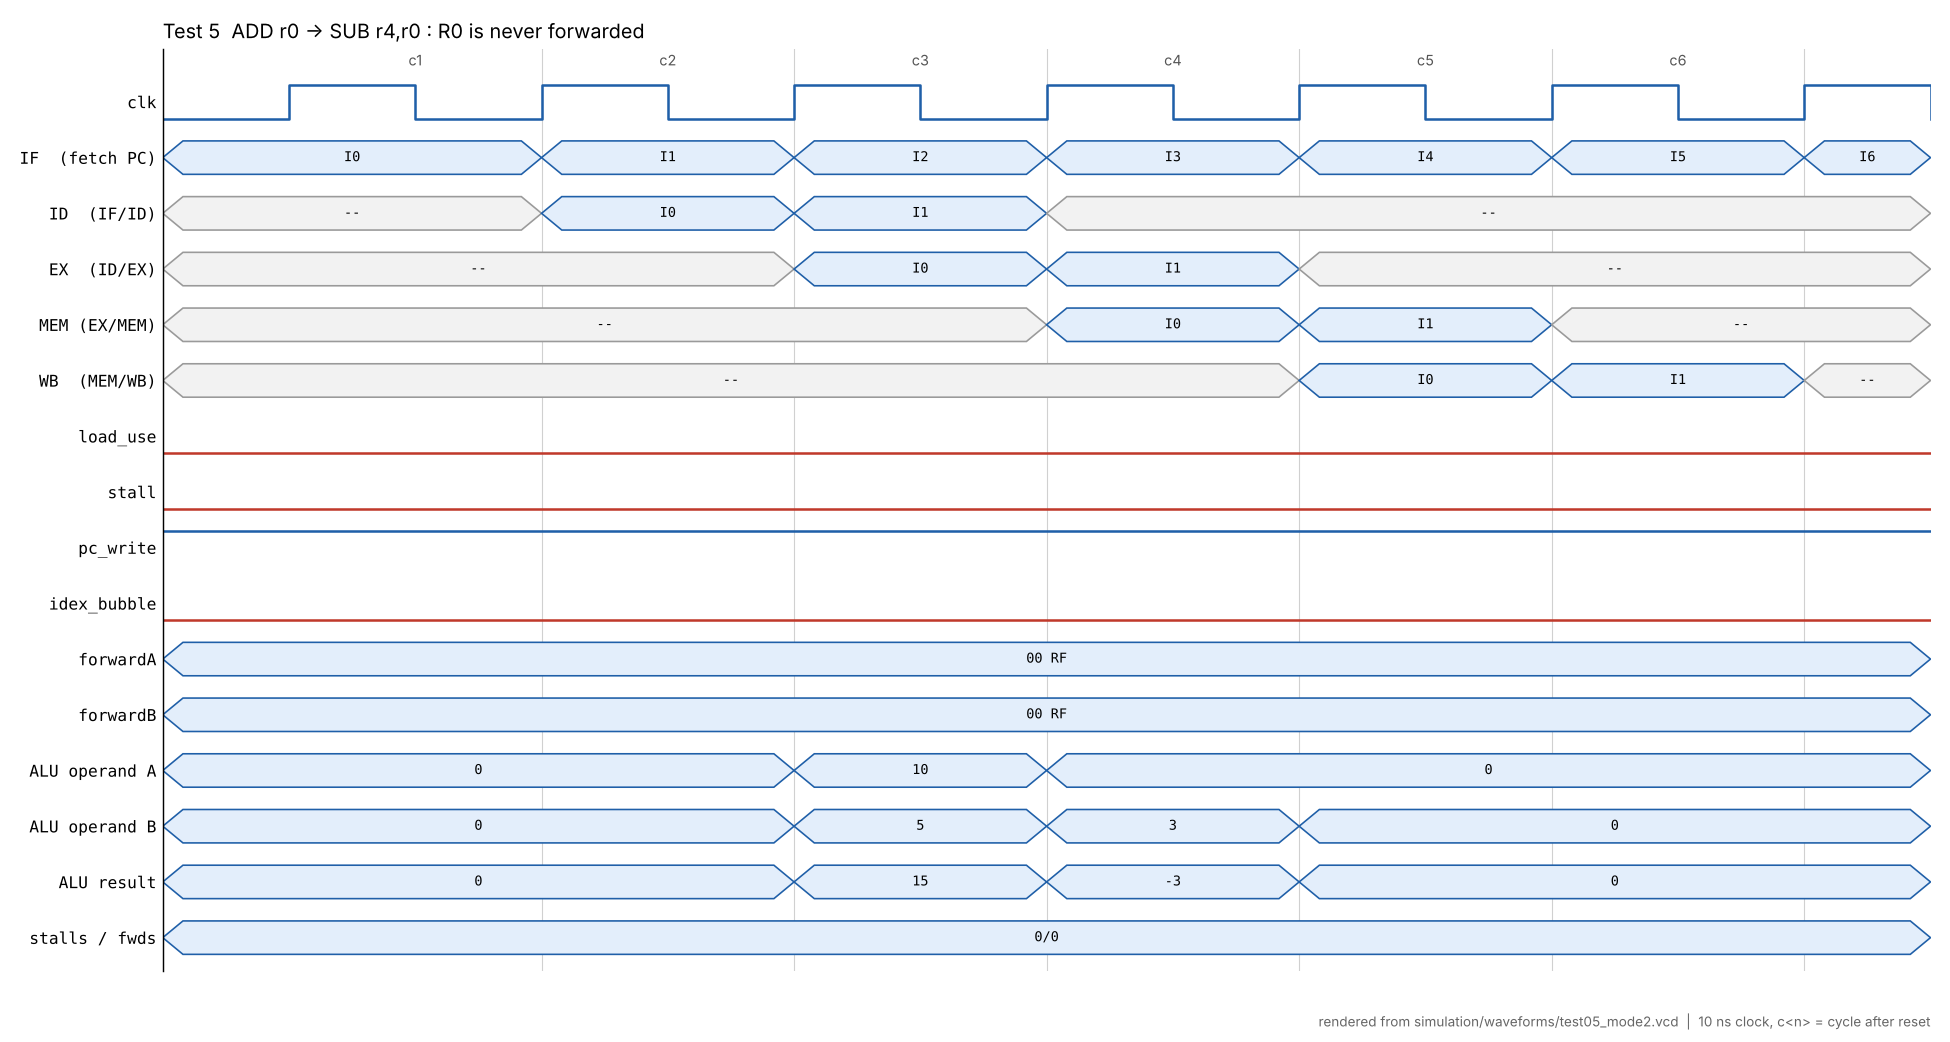 Test 5  ADD r0 → SUB r4,r0 : R0 is never forwarded
c1 c2 c3 c4 c5 c6
clk
IF  (fetch PC) I0 I1 I2 I3 I4 I5 I6
ID  (IF/ID) -- I0 I1 --
EX  (ID/EX) -- I0 I1 --
MEM (EX/MEM) -- I0 I1 --
WB  (MEM/WB) -- I0 I1 --
load_use
stall
pc_write
idex_bubble
forwardA 00 RF
forwardB 00 RF
ALU operand A 0 10 0
ALU operand B 0 5 3 0
ALU result 0 15 -3 0
stalls / fwds 0/0
rendered from simulation/waveforms/test05_mode2.vcd | 10 ns clock, c<n> = cycle after reset